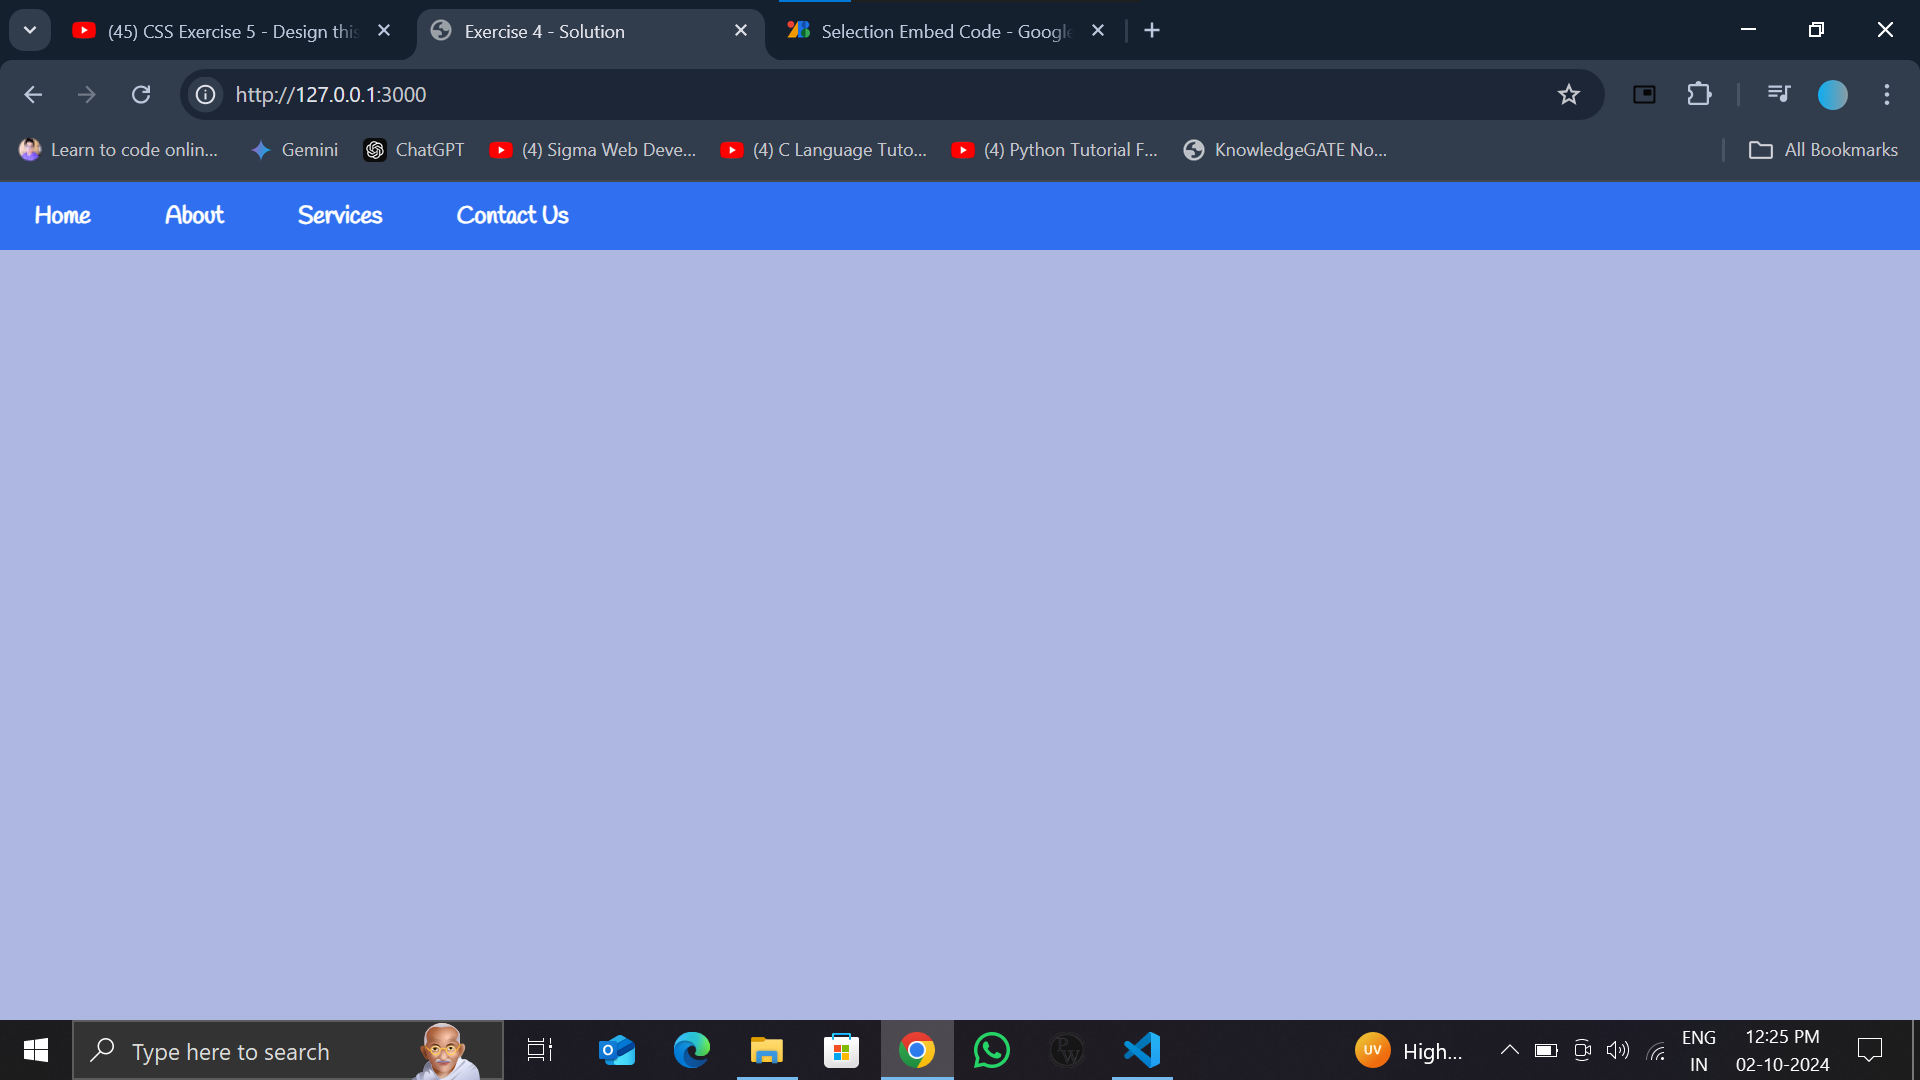 (45) CSS Exercise 5 - Design this
Exercise 4 - Solution
Selection Embed Code - Google
http://127.0.0.1:3000
Learn to code onlin...
Gemini
ChatGPT
(4) Sigma Web Deve...
(4) C Language Tuto...
(4) Python Tutorial F...
KnowledgeGATE No...
All Bookmarks
Home
About
Services
Contact Us
Type here to search
UV
High...
ENG
IN
12:25 PM
02-10-2024